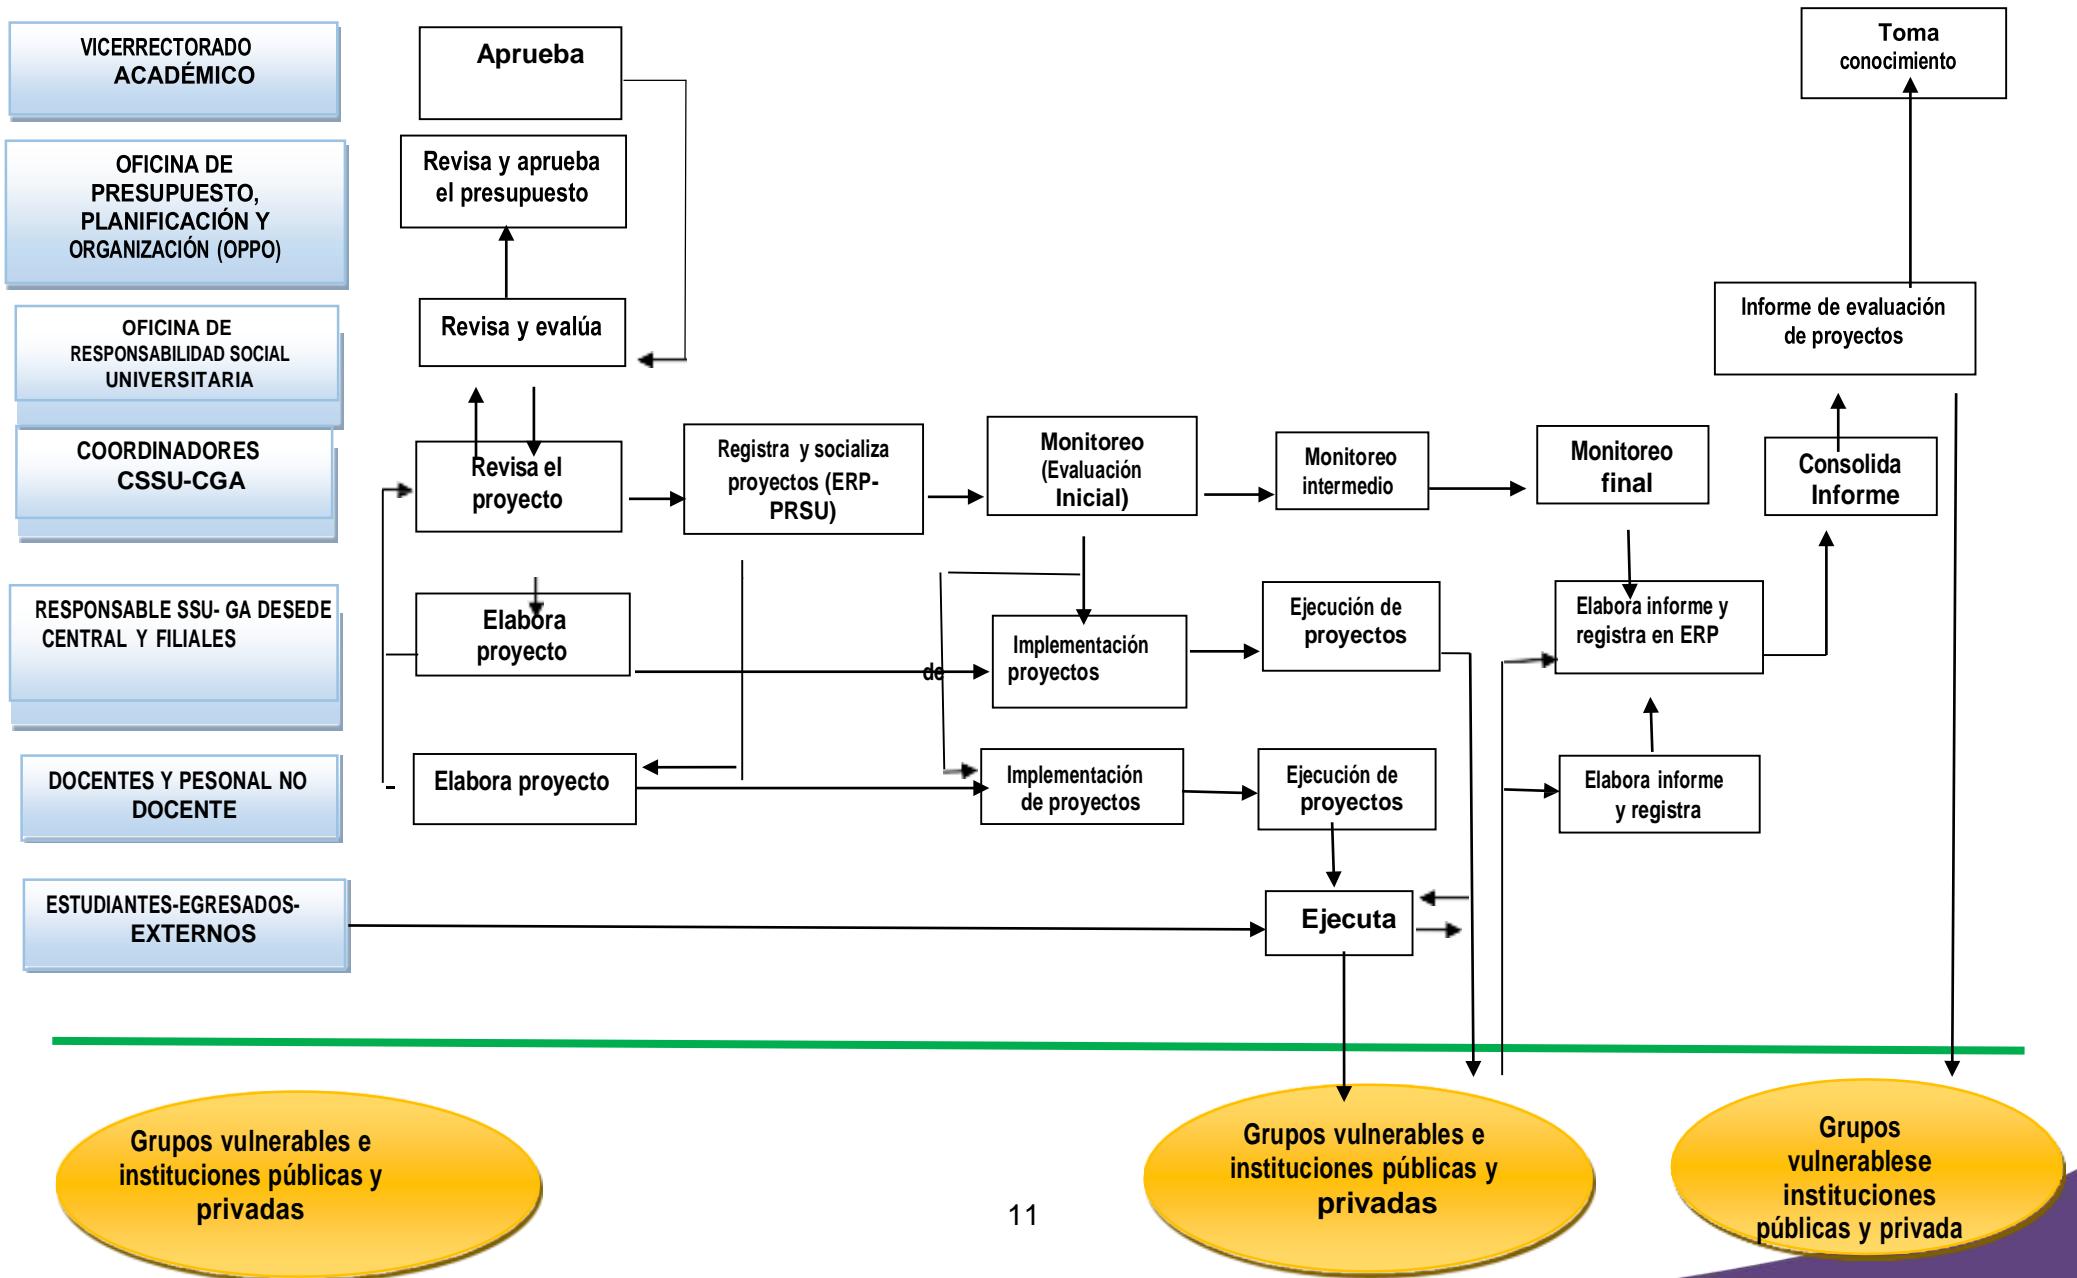 VICERRECTORADO
ACADÉMICO
Aprueba
Toma
conocimiento
OFICINA DE
PRESUPUESTO,
PLANIFICACIÓN Y
ORGANIZACIÓN (OPPO)
Revisa y aprueba
el presupuesto
OFICINA DE
RESPONSABILIDAD SOCIAL
UNIVERSITARIA
Revisa y evalúa
Informe de evaluación
de proyectos
COORDINADORES
CSSU-CGA
Revisa el
proyecto
Registra y socializa
proyectos (ERP-
PRSU)
Monitoreo
(Evaluación
Inicial)
Monitoreo
intermedio
Monitoreo
final
Consolida
Informe
RESPONSABLE SSU- GA DESEDE
CENTRAL Y FILIALES
Elabora
proyecto
Implementación
de proyectos
Ejecución de
proyectos
Elabora informe y
registra en ERP
DOCENTES Y PESONAL NO
DOCENTE
Elabora proyecto
Implementación
de proyectos
Ejecución de
proyectos
Elabora informe
y registra
ESTUDIANTES-EGRESADOS-
EXTERNOS
Ejecuta
Grupos vulnerables e
instituciones públicas y
privadas
Grupos vulnerables e
instituciones públicas y
privadas
Grupos
vulnerablese
instituciones
públicas y privada
11